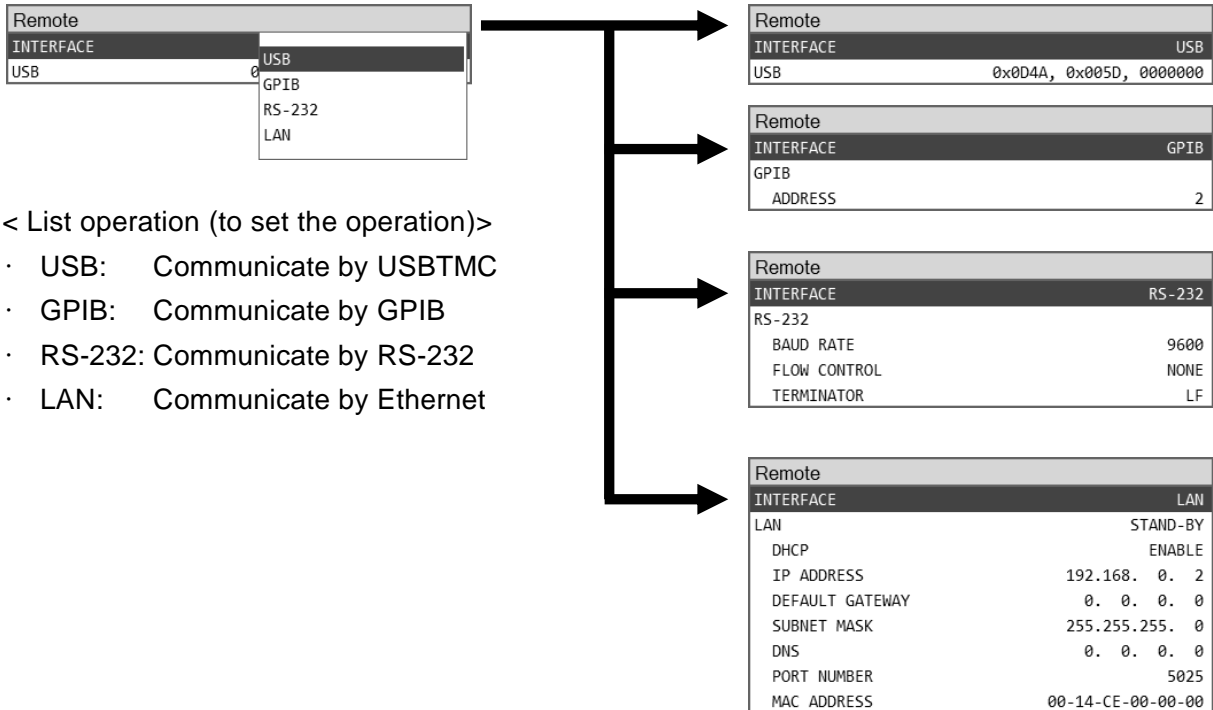 Remote
INTERFACE
USB 0
USB
GPIB
RS-232
LAN
< List operation (to set the operation)>
· USB: Communicate by USBTMC
· GPIB: Communicate by GPIB
· RS-232: Communicate by RS-232
· LAN: Communicate by Ethernet
Remote
INTERFACE USB
USB 0x0D4A, 0x005D, 0000000
Remote
INTERFACE GPIB
GPIB
ADDRESS 2
Remote
INTERFACE RS-232
RS-232
BAUD RATE 9600
FLOW CONTROL NONE
TERMINATOR LF
Remote
INTERFACE LAN
LAN STAND-BY
DHCP ENABLE
IP ADDRESS 192.168. 0. 2
DEFAULT GATEWAY 0. 0. 0. 0
SUBNET MASK 255.255.255. 0
DNS 0. 0. 0. 0
PORT NUMBER 5025
MAC ADDRESS 00-14-CE-00-00-00